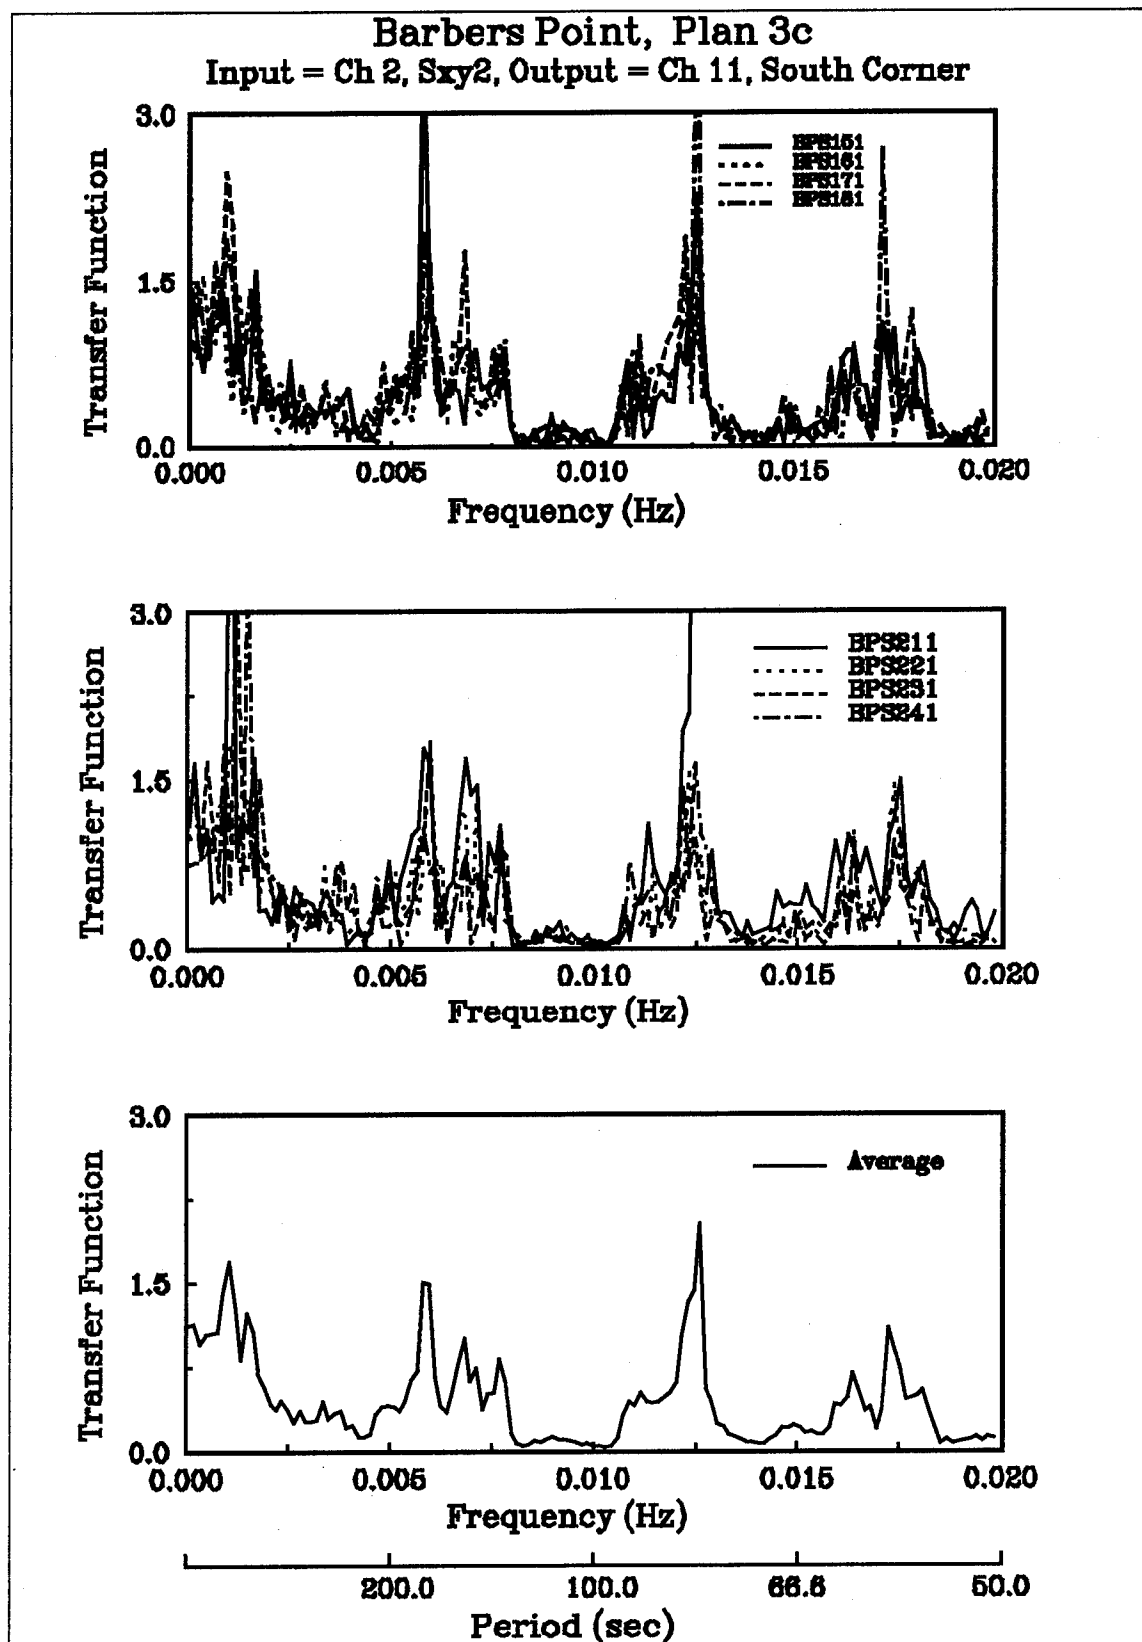 Barbers Point, Plan 3c
Input = Ch 2, Sxy2, Output = Ch 11, South Corner
3.0
1.5
0.0
Transfer Function
BPS151
BPS161
BPS171
BPS181
0.000 0.005 0.010 0.015 0.020
Frequency (Hz)
3.0
1.5
0.0
Transfer Function
BPS211
BPS221
BPS231
BPS241
0.000 0.005 0.010 0.015 0.020
Frequency (Hz)
3.0
1.5
0.0
Transfer Function
Average
0.000 0.005 0.010 0.015 0.020
Frequency (Hz)
200.0 100.0 66.6 50.0
Period (sec)